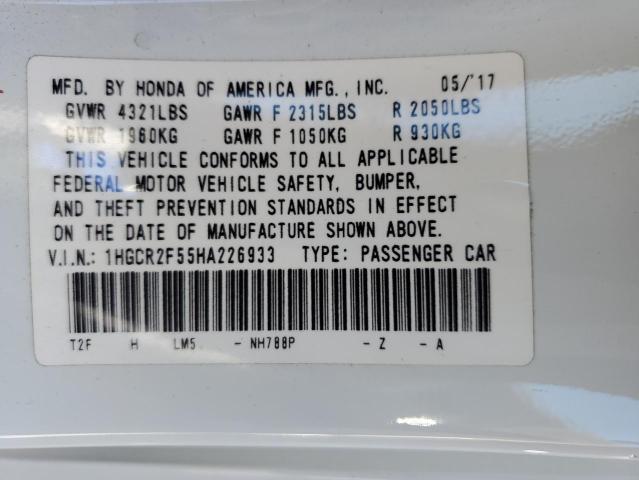 MFD. BY HONDA OF AMERICA MFG., INC. 05/'17
GVWR 4321LBS GAWR F 2315LBS R 2050LBS
GVWR 1960KG GAWR F 1050KG R 930KG
THIS VEHICLE CONFORMS TO ALL APPLICABLE
FEDERAL MOTOR VEHICLE SAFETY, BUMPER,
AND THEFT PREVENTION STANDARDS IN EFFECT
ON THE DATE OF MANUFACTURE SHOWN ABOVE.
V.I.N.: 1HGCR2F55HA226933 TYPE: PASSENGER CAR
T2F H LM5 - NH788P - Z - A